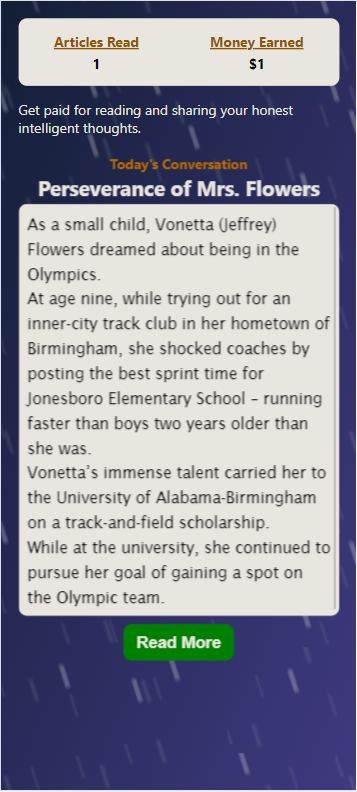 Articles Read Money Earned
1 $1
Get paid for reading and sharing your honest
intelligent thoughts.
Today's Conversation
Perseverance of Mrs. Flowers
As a small child, Vonetta (Jeffrey)
Flowers dreamed about being in the
Olympics.
At age nine, while trying out for an
inner-city track club in her hometown of
Birmingham, she shocked coaches by
posting the best sprint time for
Jonesboro Elementary School – running
faster than boys two years older than
she was.
Vonetta's immense talent carried her to
the University of Alabama-Birmingham
on a track-and-field scholarship.
While at the university, she continued to
pursue her goal of gaining a spot on
the Olympic team.
Read More